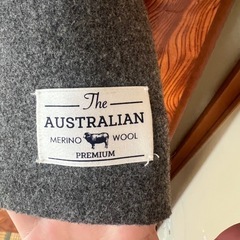 The
AUSTRALIAN
MERINO WOOL
PREMIUM